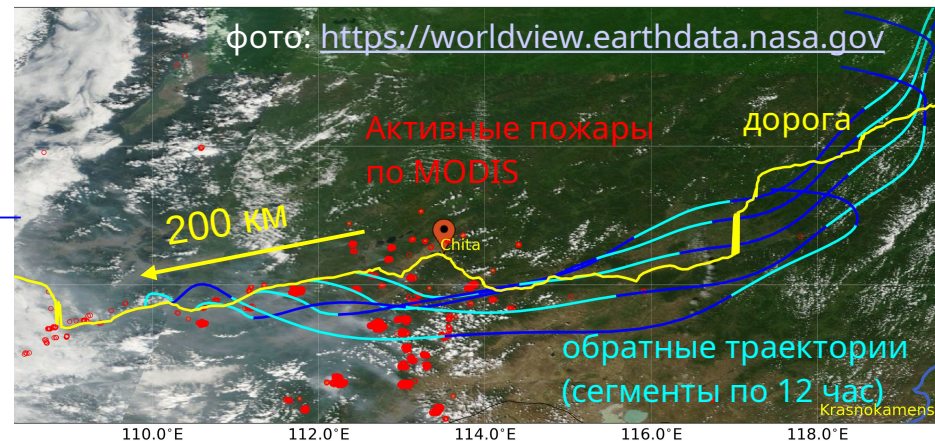 фото: https://worldview.earthdata.nasa.gov
Активные пожары
по MODIS
дорога
200 км
Chita
обратные траектории
(сегменты по 12 час)
Krasnokamens
110.0°E 112.0°E 114.0°E 116.0°E 118.0°E